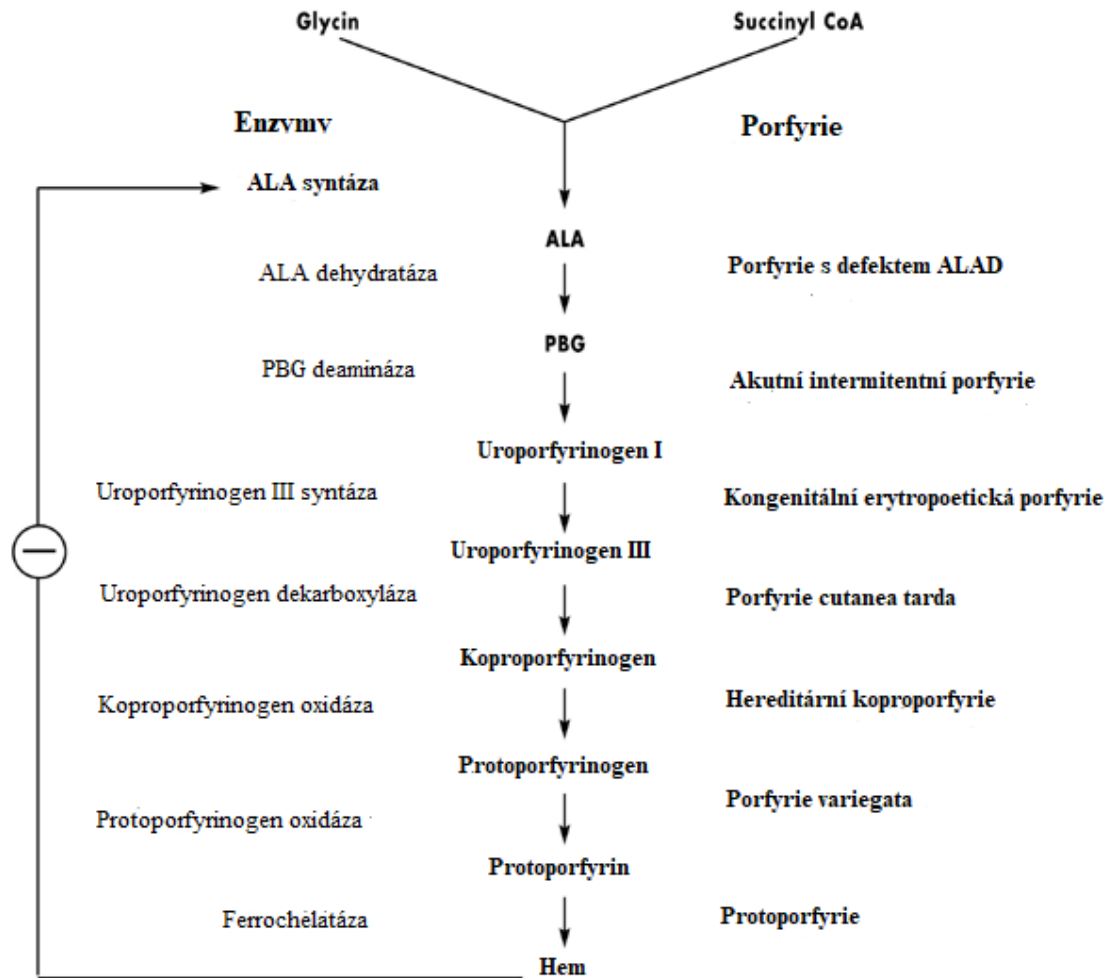 Glycin Succinyl CoA
Enzvmv Porfyrie
ALA syntáza
ALA
ALA dehydratáza Porfyrie s defektem ALAD
PBG
PBG deamináza Akutní intermitentní porfyrie
Uroporfyrinogen I
Uroporfyrinogen III syntáza Kongenitální erytropoetická porfyrie
Uroporfyrinogen III
Uroporfyrinogen dekarboxyláza Porfyrie cutanea tarda
Koproporfyrinogen
Koproporfyrinogen oxidáza Hereditární koproporfyrie
Protoporfyrinogen
Protoporfyrinogen oxidáza Porfyrie variegata
Protoporfyrin
Ferrochelatáza Protoporfyrie
Hem